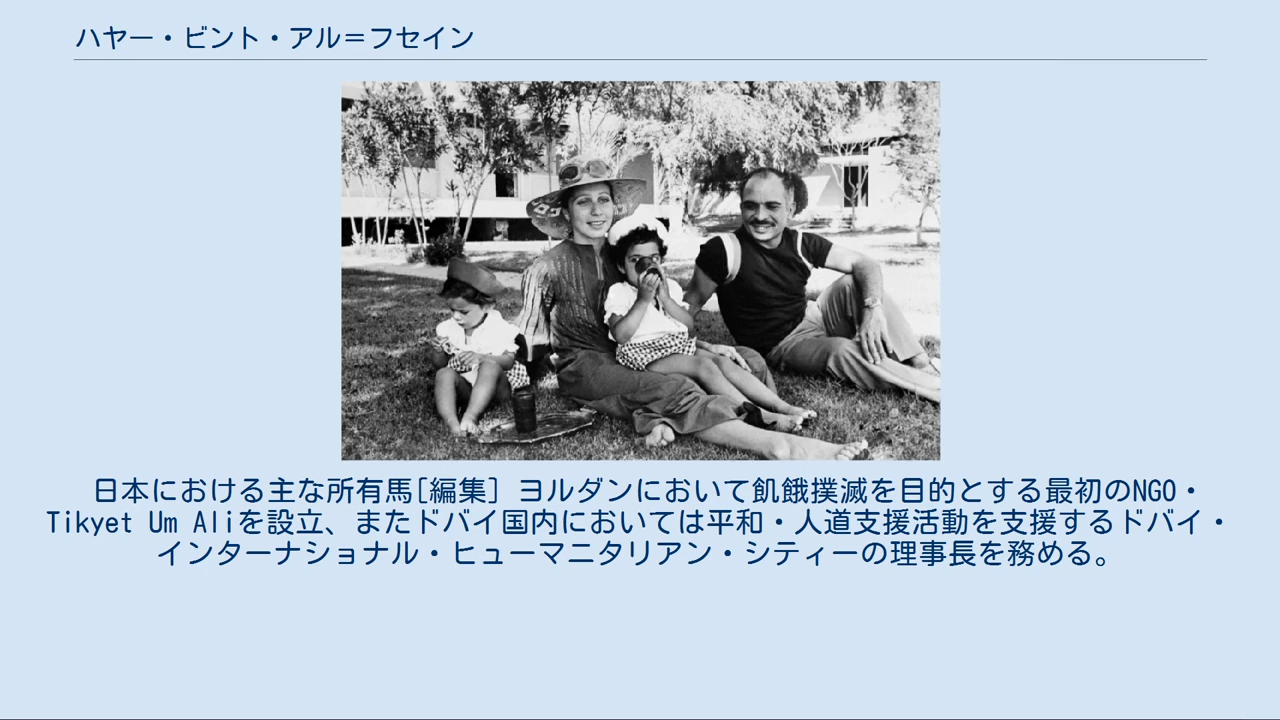 ハヤー・ビント・アル＝フセイン
日本における主な所有馬[編集] ヨルダンにおいて飢餓撲滅を目的とする最初のNGO・
Tikyet Um Aliを設立、またドバイ国内においては平和・人道支援活動を支援するドバイ・
インターナショナル・ヒューマニタリアン・シティーの理事長を務める。